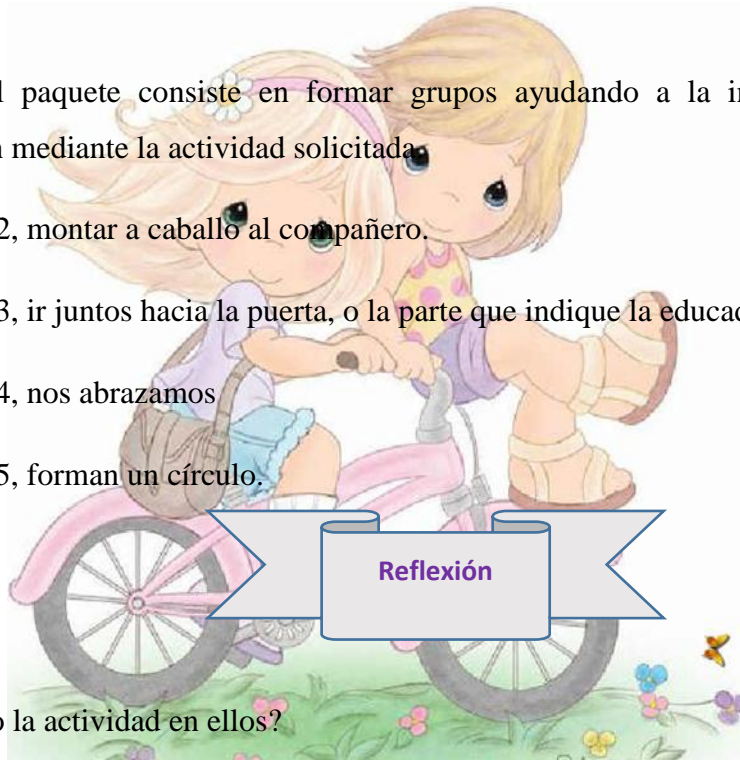 l paquete consiste en formar grupos ayudando a la in
n mediante la actividad solicitada
2, montar a caballo al compañero.
3, ir juntos hacia la puerta, o la parte que indique la educad
4, nos abrazamos
5, forman un círculo.
Reflexión
o la actividad en ellos?